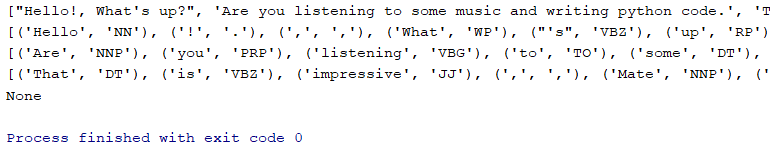 ["Hello!, What's up?", 'Are you listening to some music and writing python code.', 'T
[('Hello', 'NN'), ('!', '.'), (',', ','), ('What', 'WP'), ("'s", 'VBZ'), ('up', 'RP')
[('Are', 'NNP'), ('you', 'PRP'), ('listening', 'VBG'), ('to', 'TO'), ('some', 'DT'),
[('That', 'DT'), ('is', 'VBZ'), ('impressive', 'JJ'), (',', ','), ('Mate', 'NNP'), ('
None
Process finished with exit code 0